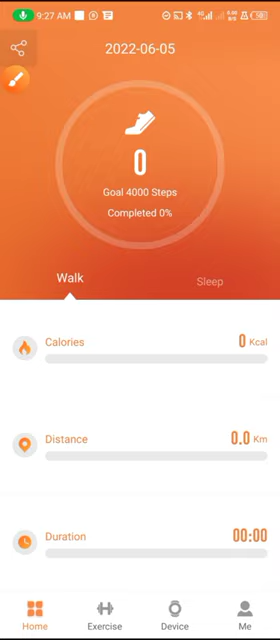 9:27 AM
2022-06-05
0
Goal 4000 Steps
Completed 0%
Walk
Sleep
Calories
0 Kcal
Distance
0.0 Km
Duration
00:00
Home
Exercise
Device
Me